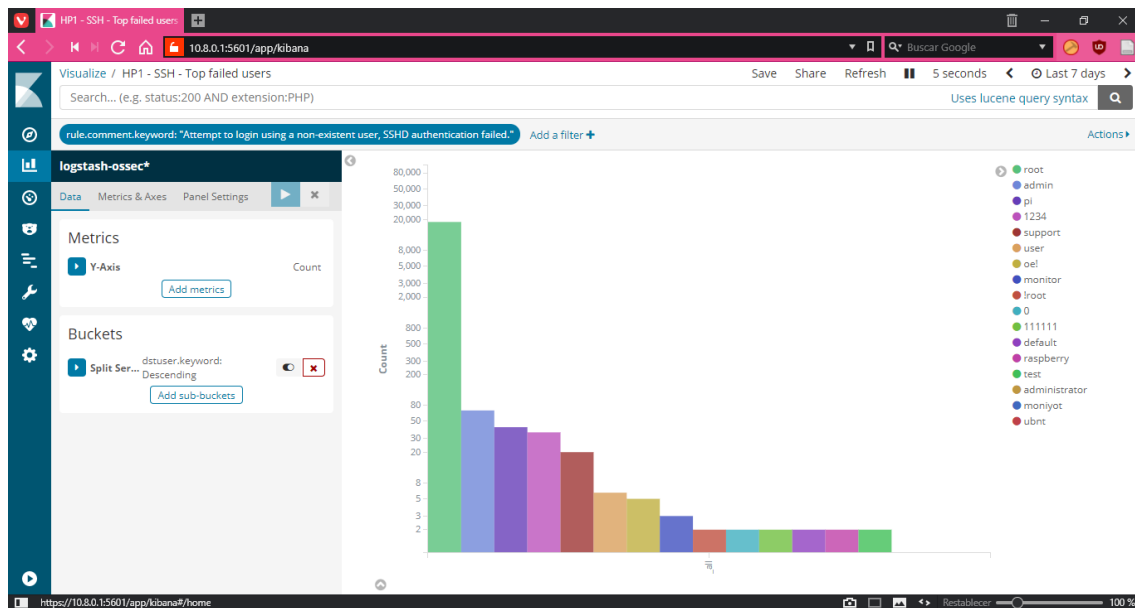 HP1 - SSH - Top failed users
10.8.0.1:5601/app/kibana
Buscar Google
Visualize / HP1 - SSH - Top failed users
Save Share Refresh 5 seconds Last 7 days
Search... (e.g. status:200 AND extension:PHP)
Uses lucene query syntax
rule.comment.keyword: "Attempt to login using a non-existent user, SSHD authentication failed."
Add a filter
Actions
logstash-ossec*
Data Metrics & Axes Panel Settings
Metrics
Y-Axis Count
Add metrics
Buckets
Split Ser... dstuser.keyword: Descending
Add sub-buckets
Count
80,000
50,000
30,000
20,000
8,000
5,000
3,000
2,000
800
500
300
200
80
50
30
20
8
5
3
2
root
admin
pi
1234
support
user
oe!
monitor
!root
0
111111
default
raspberry
test
administrator
moniyot
ubnt
https://10.8.0.1:5601/app/kibana#/home
Restablecer
100 %